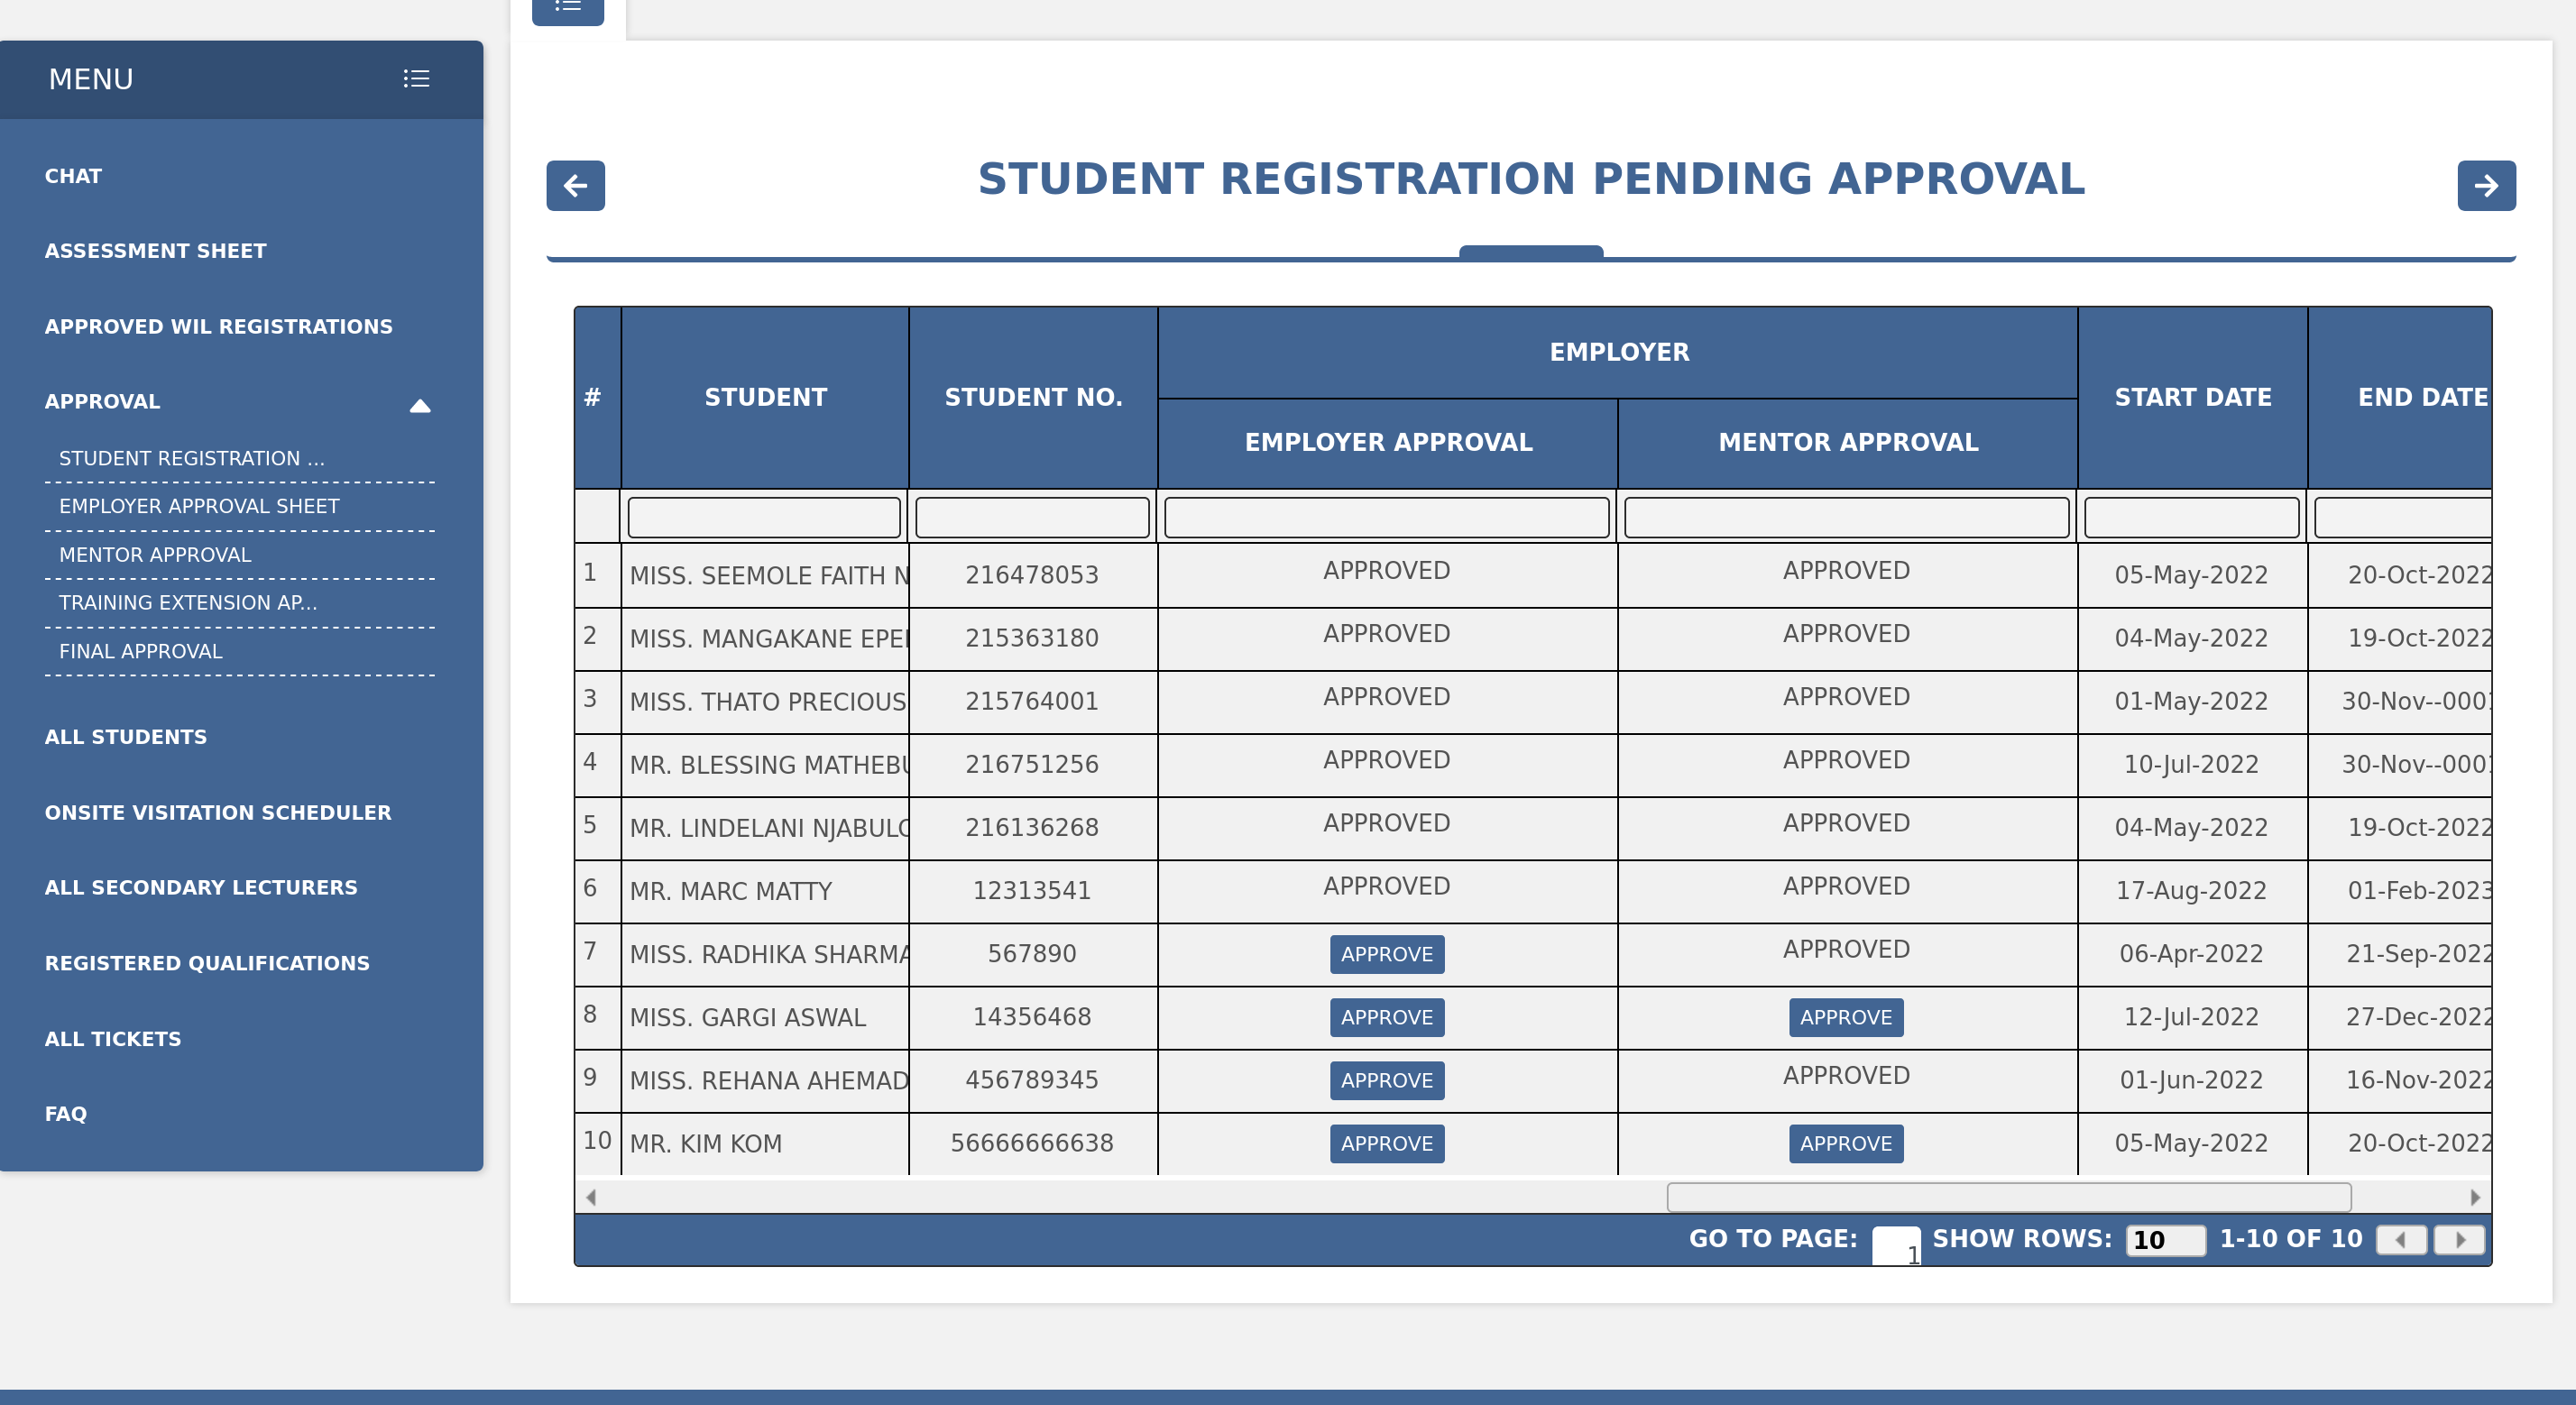 MENU
CHAT
ASSESSMENT SHEET
APPROVED WIL REGISTRATIONS
APPROVAL
STUDENT REGISTRATION ...
EMPLOYER APPROVAL SHEET
MENTOR APPROVAL
TRAINING EXTENSION AP...
FINAL APPROVAL
ALL STUDENTS
ONSITE VISITATION SCHEDULER
ALL SECONDARY LECTURERS
REGISTERED QUALIFICATIONS
ALL TICKETS
FAQ
STUDENT REGISTRATION PENDING APPROVAL
# STUDENT STUDENT NO. EMPLOYER START DATE END DATE
EMPLOYER APPROVAL MENTOR APPROVAL
1 MISS. SEEMOLE FAITH N 216478053 APPROVED APPROVED 05-May-2022 20-Oct-2022
2 MISS. MANGAKANE 215363180 APPROVED APPROVED 04-May-2022 19-Oct-2022
3 MISS. THATO PRECIOUS 215764001 APPROVED APPROVED 01-May-2022 30-Nov--0001
4 MR. BLESSING 216751256 APPROVED APPROVED 10-Jul-2022 30-Nov--0001
5 MR. LINDELANI 216136268 APPROVED APPROVED 04-May-2022 19-Oct-2022
6 MR. MARC MATTY 12313541 APPROVED APPROVED 17-Aug-2022 01-Feb-2023
7 MISS. RADHIKA SHARMA 567890 APPROVE APPROVED 06-Apr-2022 21-Sep-2022
8 MISS. GARGI ASWAL 14356468 APPROVE APPROVE 12-Jul-2022 27-Dec-2022
9 MISS. REHANA AHEMAD 456789345 APPROVE APPROVED 01-Jun-2022 16-Nov-2022
10 MR. KIM KOM 56666666638 APPROVE APPROVE 05-May-2022 20-Oct-2022
GO TO PAGE: 1 SHOW ROWS: 10 1-10 OF 10